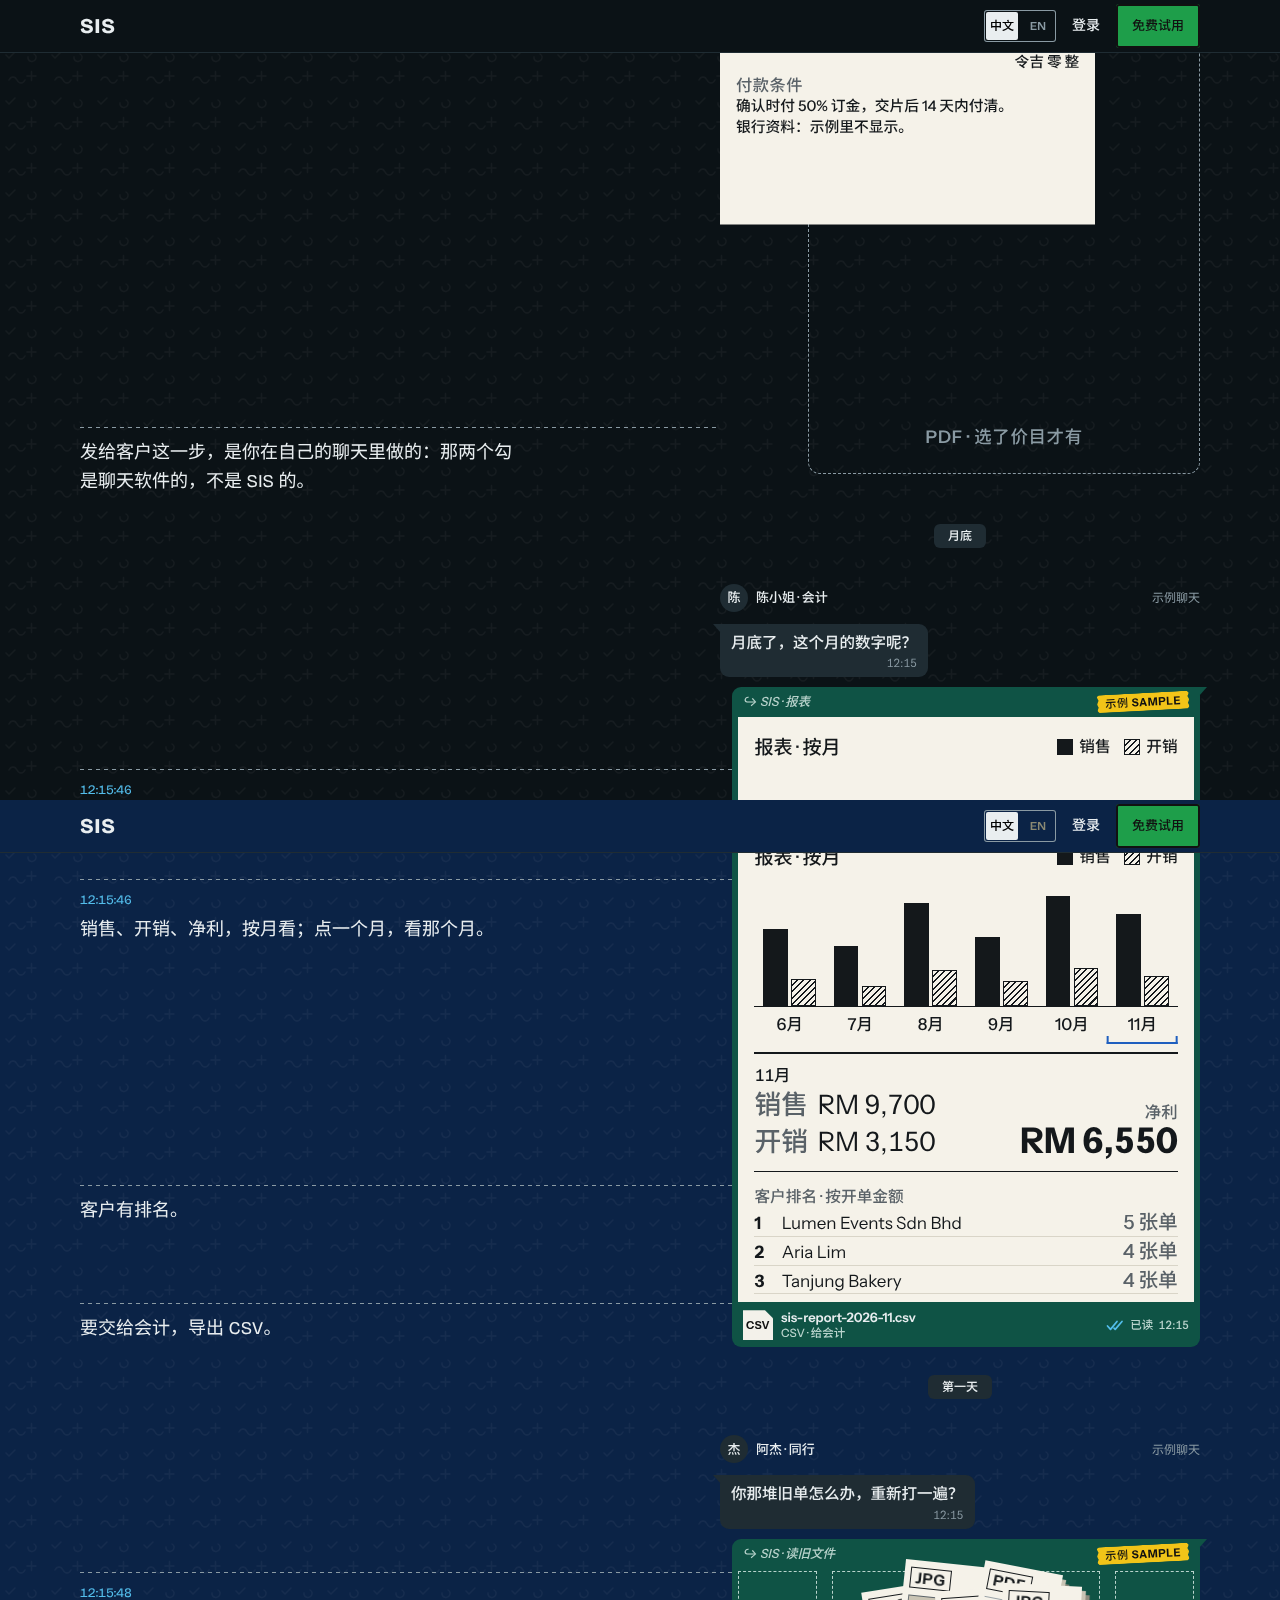 SIS
中文 EN 登录 免费试用
令吉零整
付款条件
确认时付 50% 订金，交片后 14 天内付清。
银行资料：示例里不显示。
PDF · 选了价目才有
发给客户这一步，是你在自己的聊天里做的：那两个勾
是聊天软件的，不是 SIS 的。
月底
陈 陈小姐·会计 示例聊天
月底了，这个月的数字呢？
12:15
SIS·报表 示例 SAMPLE
报表·按月 销售 开销
12:15:46
SIS
中文 EN 登录 免费试用
报表·按月 销售 开销
12:15:46
销售、开销、净利，按月看；点一个月，看那个月。
6月 7月 8月 9月 10月 11月
11月
销售 RM 9,700
净利
开销 RM 3,150
RM 6,550
客户有排名。
客户排名·按开单金额
1 Lumen Events Sdn Bhd 5 张单
2 Aria Lim 4 张单
3 Tanjung Bakery 4 张单
要交给会计，导出 CSV。
CSV sis-report-2026-11.csv
CSV·给会计
已读 12:15
第一天
杰 阿杰·同行 示例聊天
你那堆旧单怎么办，重新打一遍？
12:15
SIS·读旧文件 示例 SAMPLE
JPG
PDF
JPG
12:15:48